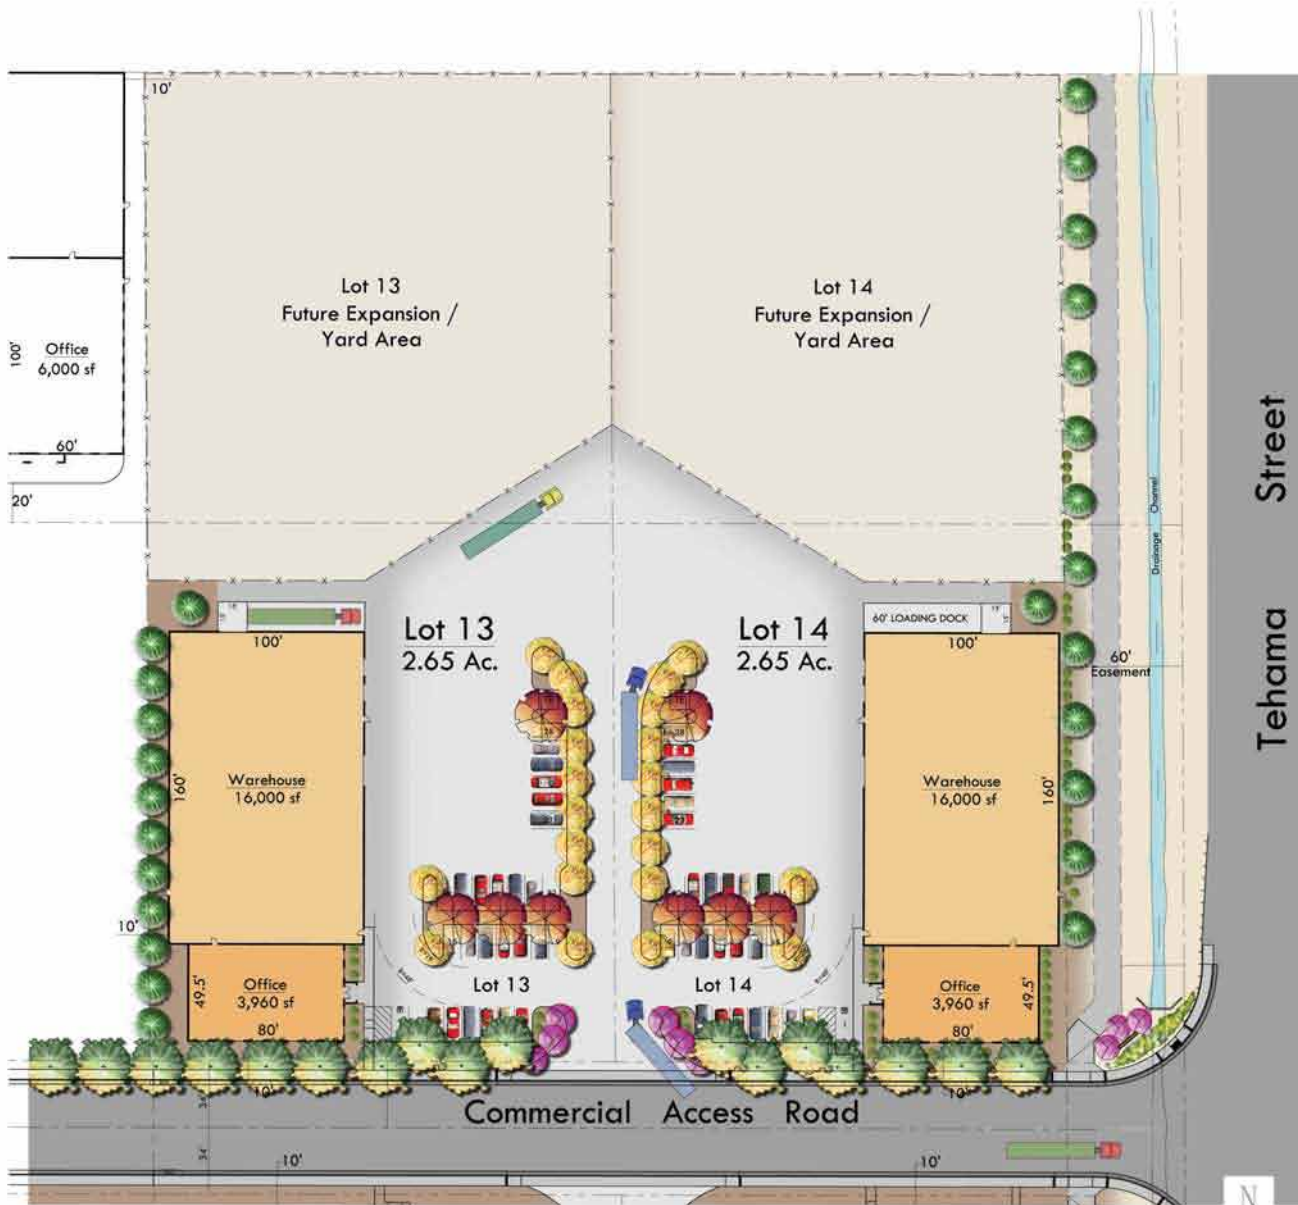 10'
Lot 13
Future Expansion /
Yard Area
Lot 14
Future Expansion /
Yard Area
100'
Office
6,000 sf
60'
20'
Street
Drainage Channel
Tehama
60' LOADING DOCK
100'
100'
Lot 13
2.65 Ac.
Lot 14
2.65 Ac.
60'
Easement
Warehouse
16,000 sf
160'
Warehouse
16,000 sf
160'
10'
Office
3,960 sf
49.5'
80'
Lot 13
Lot 14
Office
3,960 sf
49.5'
80'
10'
10'
Commercial Access Road
34'
34'
10'
10'
N